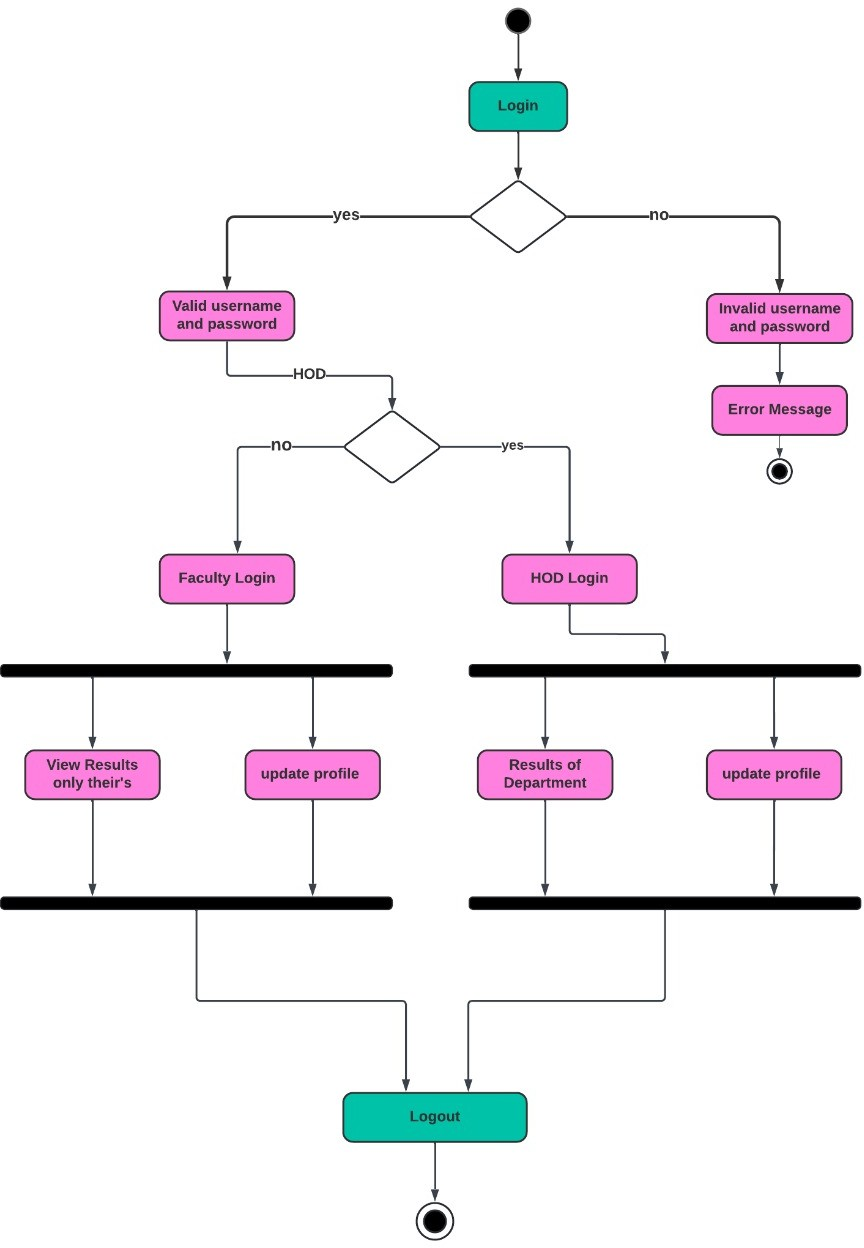 Login
yes
no
Valid username
and password
Invalid username
and password
HOD
Error Message
no
yes
Faculty Login
HOD Login
View Results
only their's
update profile
Results of
Department
update profile
Logout